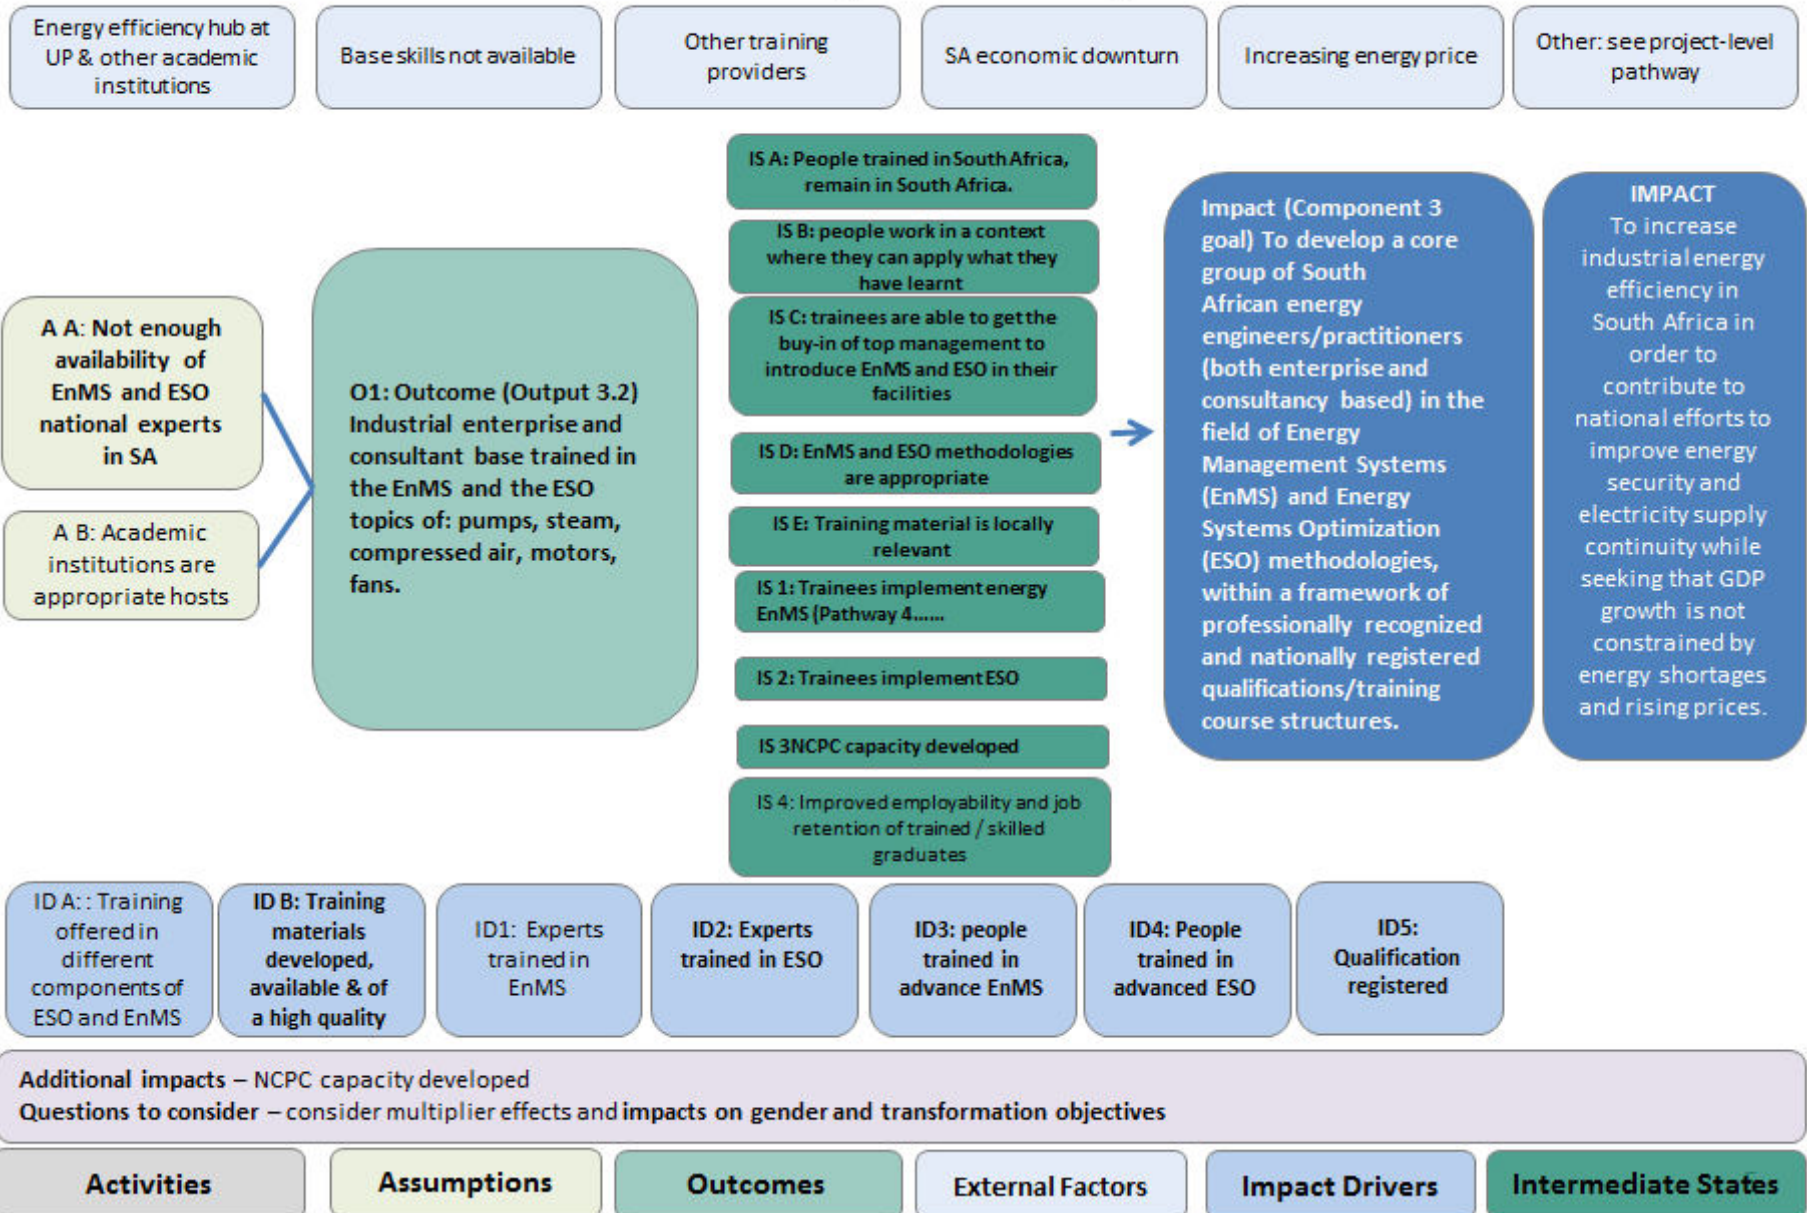 Energy efficiency hub at
UP & other academic
institutions
Base skills not available
Other training
providers
SA economic downturn
Increasing energy price
Other: see project-level
pathway
A A: Not enough
availability of
EnMS and ESO
national experts
in SA
A B: Academic
institutions are
appropriate hosts
O1: Outcome (Output 3.2)
Industrial enterprise and
consultant base trained in
the EnMS and the ESO
topics of: pumps, steam,
compressed air, motors,
fans.
IS A: People trained in South Africa,
remain in South Africa.
IS B: people work in a context
where they can apply what they
have learnt
IS C: trainees are able to get the
buy-in of top management to
introduce EnMS and ESO in their
facilities
IS D: EnMS and ESO methodologies
are appropriate
IS E: Training material is locally
relevant
IS 1: Trainees implement energy
EnMS (Pathway 4......
IS 2: Trainees implement ESO
IS 3NCPC capacity developed
IS 4: Improved employability and job
retention of trained / skilled
graduates
Impact (Component 3
goal) To develop a core
group of South
African energy
engineers/practitioners
(both enterprise and
consultancy based) in the
field of Energy
Management Systems
(EnMS) and Energy
Systems Optimization
(ESO) methodologies,
within a framework of
professionally recognized
and nationally registered
qualifications/training
course structures.
IMPACT
To increase
industrial energy
efficiency in
South Africa in
order to
contribute to
national efforts to
improve energy
security and
electricity supply
continuity while
seeking that GDP
growth is not
constrained by
energy shortages
and rising prices.
ID A: : Training
offered in
different
components of
ESO and EnMS
ID B: Training
materials
developed,
available & of
a high quality
ID1: Experts
trained in
EnMS
ID2: Experts
trained in ESO
ID3: people
trained in
advance EnMS
ID4: People
trained in
advanced ESO
ID5:
Qualification
registered
Additional impacts – NCPC capacity developed
Questions to consider – consider multiplier effects and impacts on gender and transformation objectives
Activities
Assumptions
Outcomes
External Factors
Impact Drivers
Intermediate States